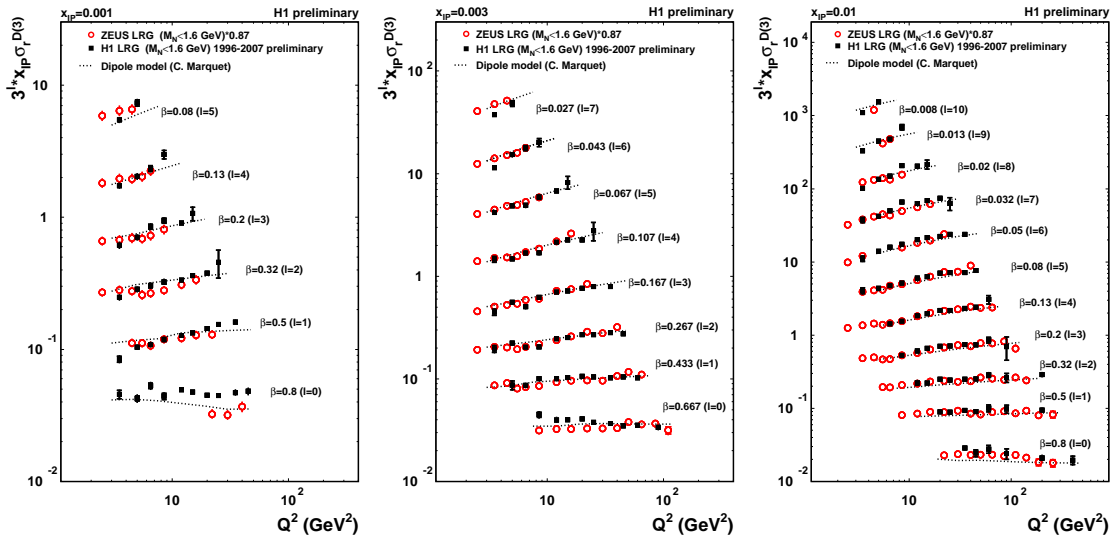 x_IP=0.001 H1 preliminary
ZEUS LRG (M_N<1.6 GeV)*0.87
H1 LRG (M_N<1.6 GeV) 1996-2007 preliminary
Dipole model (C. Marquet)
3^l*x_IP σ_r^D(3)
10
1
10^-1
10^-2
β=0.08 (l=5)
β=0.13 (l=4)
β=0.2 (l=3)
β=0.32 (l=2)
β=0.5 (l=1)
β=0.8 (l=0)
10 10^2
Q^2 (GeV^2)
x_IP=0.003 H1 preliminary
ZEUS LRG (M_N<1.6 GeV)*0.87
H1 LRG (M_N<1.6 GeV) 1996-2007 preliminary
Dipole model (C. Marquet)
3^l*x_IP σ_r^D(3)
10^2
10
1
10^-1
10^-2
β=0.027 (l=7)
β=0.043 (l=6)
β=0.067 (l=5)
β=0.107 (l=4)
β=0.167 (l=3)
β=0.267 (l=2)
β=0.433 (l=1)
β=0.667 (l=0)
10 10^2
Q^2 (GeV^2)
x_IP=0.01 H1 preliminary
ZEUS LRG (M_N<1.6 GeV)*0.87
H1 LRG (M_N<1.6 GeV) 1996-2007 preliminary
Dipole model (C. Marquet)
3^l*x_IP σ_r^D(3)
10^4
10^3
10^2
10
1
10^-1
10^-2
β=0.008 (l=10)
β=0.013 (l=9)
β=0.02 (l=8)
β=0.032 (l=7)
β=0.05 (l=6)
β=0.08 (l=5)
β=0.13 (l=4)
β=0.2 (l=3)
β=0.32 (l=2)
β=0.5 (l=1)
β=0.8 (l=0)
10 10^2
Q^2 (GeV^2)